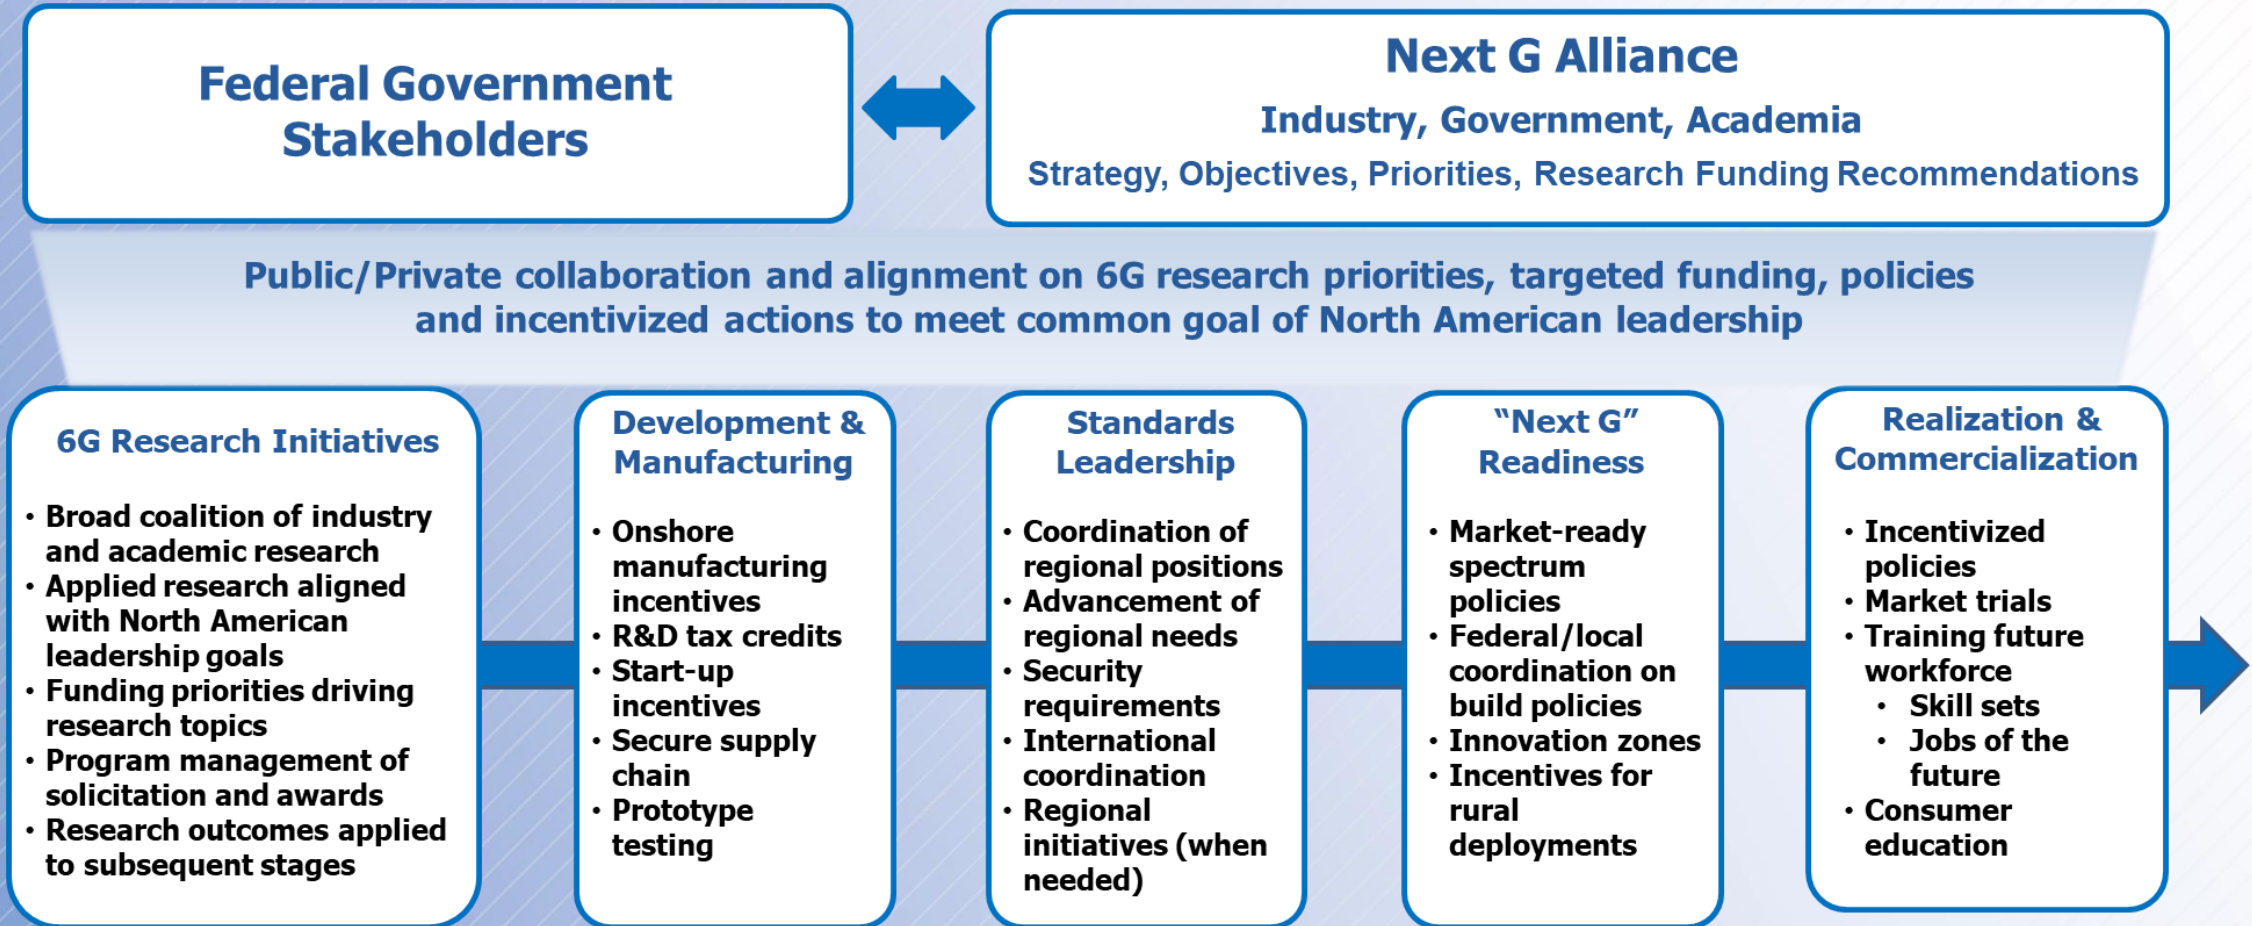 Federal Government
Stakeholders
Next G Alliance
Industry, Government, Academia
Strategy, Objectives, Priorities, Research Funding Recommendations
Public/Private collaboration and alignment on 6G research priorities, targeted funding, policies
and incentivized actions to meet common goal of North American leadership
6G Research Initiatives
• Broad coalition of industry
and academic research
• Applied research aligned
with North American
leadership goals
• Funding priorities driving
research topics
• Program management of
solicitation and awards
• Research outcomes applied
to subsequent stages
Development &
Manufacturing
• Onshore
manufacturing
incentives
• R&D tax credits
• Start-up
incentives
• Secure supply
chain
• Prototype
testing
Standards
Leadership
• Coordination of
regional positions
• Advancement of
regional needs
• Security
requirements
• International
coordination
• Regional
initiatives (when
needed)
“Next G”
Readiness
• Market-ready
spectrum
policies
• Federal/local
coordination on
build policies
• Innovation zones
• Incentives for
rural
deployments
Realization &
Commercialization
• Incentivized
policies
• Market trials
• Training future
workforce
• Skill sets
• Jobs of the
future
• Consumer
education